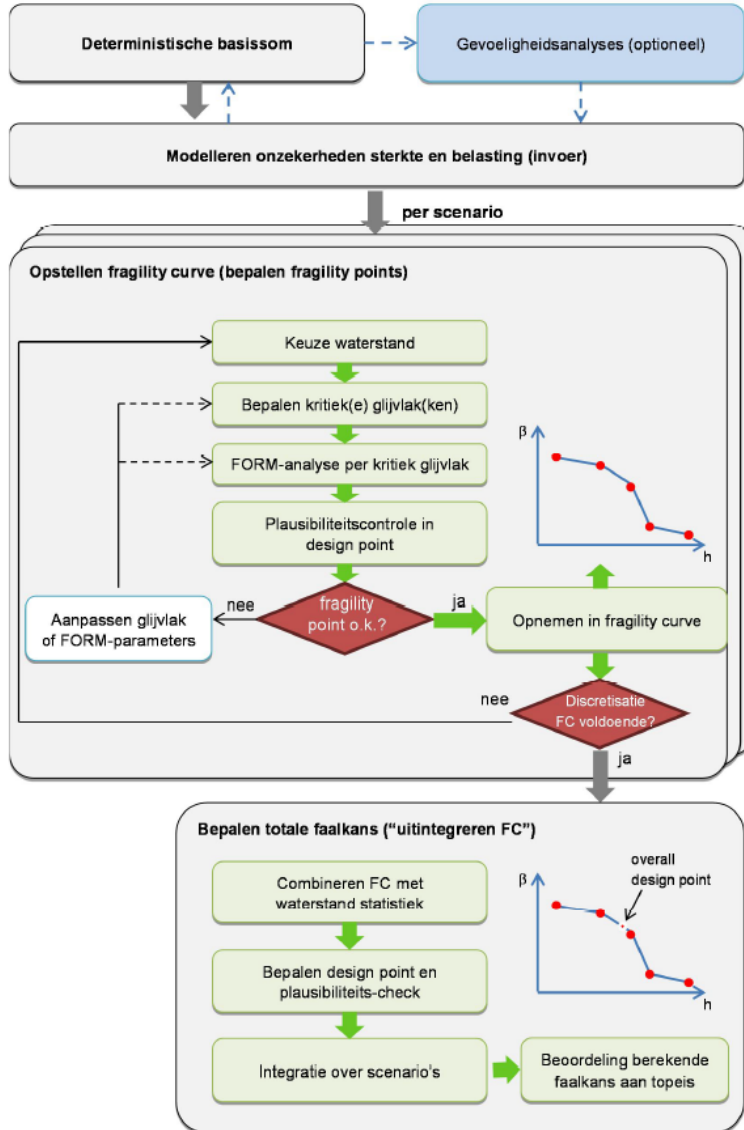 Deterministische basissom
Gevoeligheidsanalyses (optioneel)
Modelleren onzekerheden sterkte en belasting (invoer)
per scenario
Opstellen fragility curve (bepalen fragility points)
Keuze waterstand
Bepalen kritiek(e) glijvlak(ken)
FORM-analyse per kritiek glijvlak
Plausibiliteitscontrole in
design point
fragility
point o.k.?
nee
ja
Aanpassen glijvlak
of FORM-parameters
Opnemen in fragility curve
β
h
Discretisatie
FC voldoende?
nee
ja
Bepalen totale faalkans (“uitintegreren FC”)
Combineren FC met
waterstand statistiek
Bepalen design point en
plausibiliteits-check
Integratie over scenario's
Beoordeling berekende
faalkans aan topeis
overall
design point
β
h